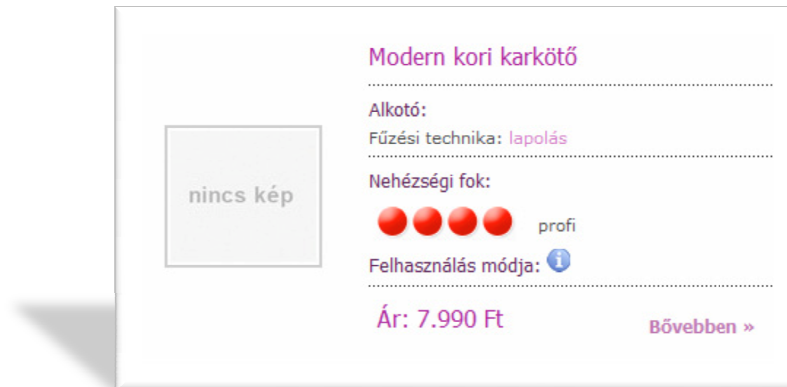 Modern kori karkötő
Alkotó:
Fűzési technika: lapolás
nincs kép
Nehézségi fok:
profi
Felhasználás módja: i
Ár: 7.990 Ft
Bővebben »